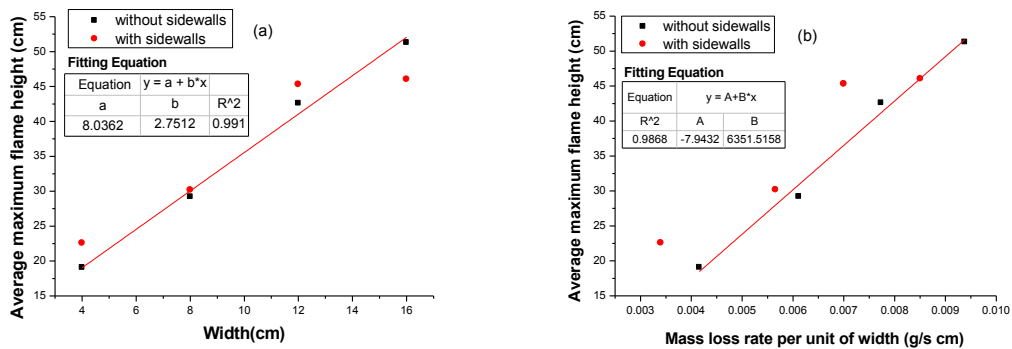 without sidewalls
with sidewalls
(a)
Fitting Equation
Equation y = a + b*x
a b R^2
8.0362 2.7512 0.991
Average maximum flame height (cm)
55
50
45
40
35
30
25
20
15
4 6 8 10 12 14 16
Width(cm)
without sidewalls
with sidewalls
(b)
Fitting Equation
Equation y = A+B*x
R^2 A B
0.9868 -7.9432 6351.5158
Average maximum flame height (cm)
55
50
45
40
35
30
25
20
15
0.003 0.004 0.005 0.006 0.007 0.008 0.009 0.010
Mass loss rate per unit of width (g/s cm)